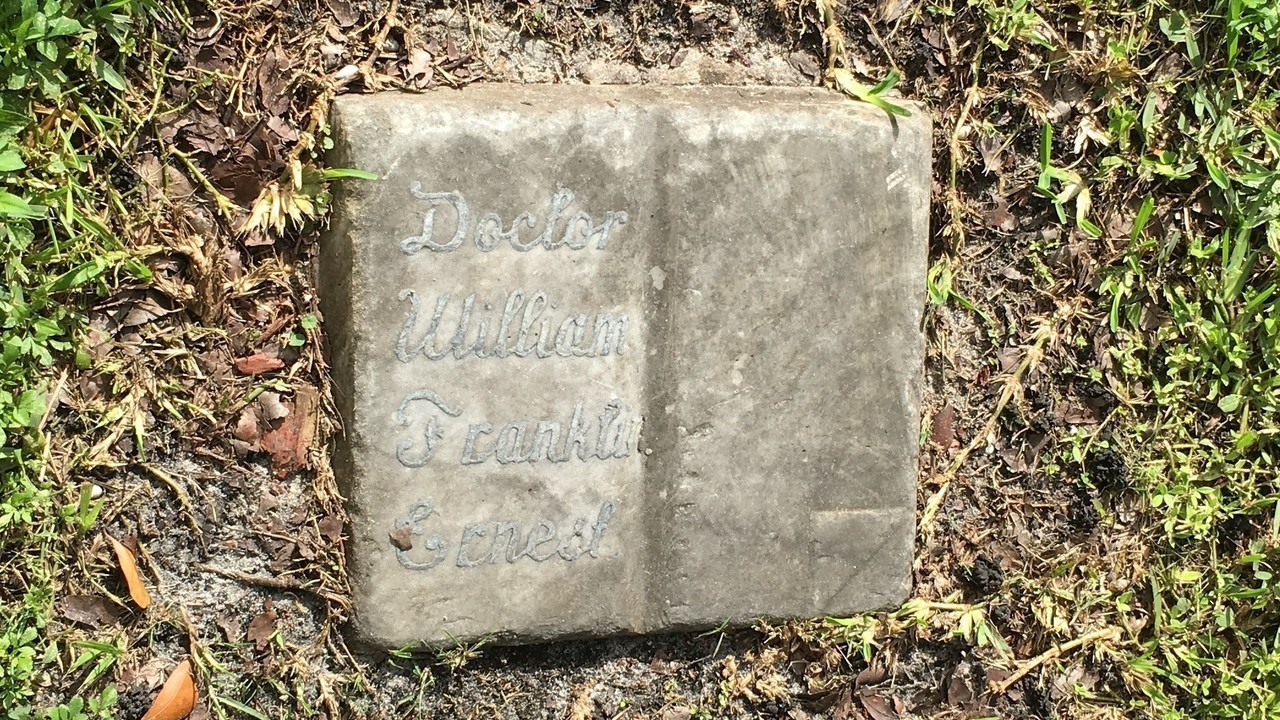 Doctor
William
Franklin
Ernest